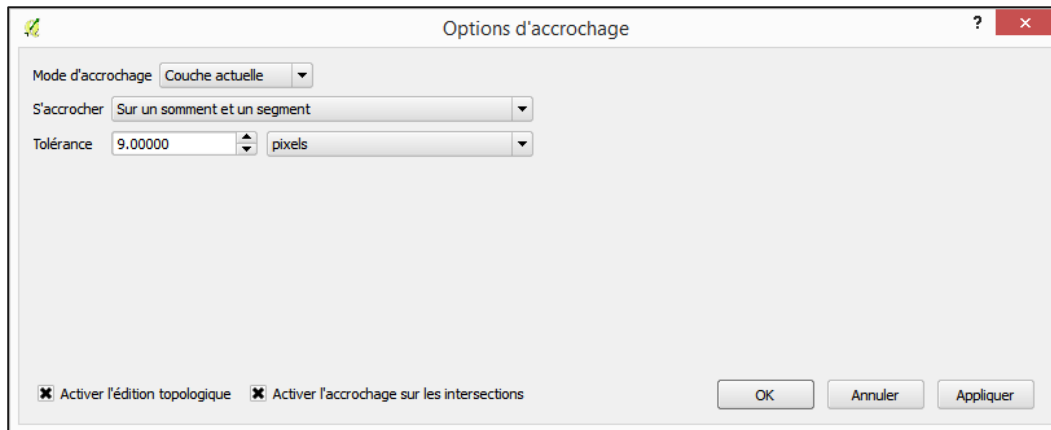 Options d'accrochage
?
Mode d'accrochage Couche actuelle
S'accrocher Sur un somment et un segment
Tolérance 9.00000 pixels
Activer l'édition topologique Activer l'accrochage sur les intersections OK Annuler Appliquer